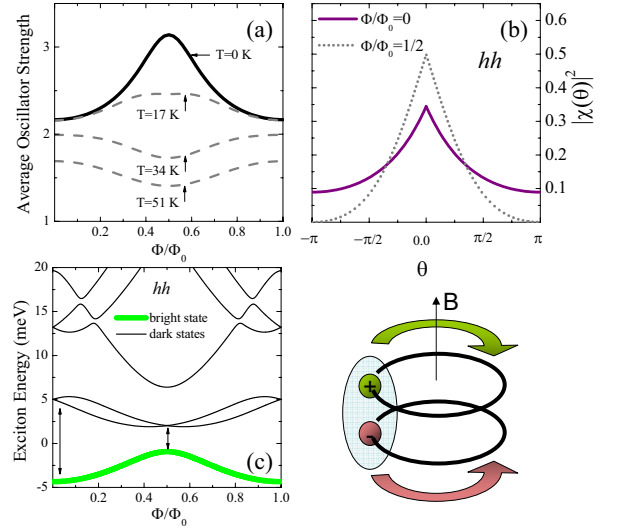 (a)
T=0 K
T=17 K
T=34 K
T=51 K
Average Oscillator Strength
3
2
1
0.2 0.4 0.6 0.8 1.0
Φ/Φ₀
(b)
Φ/Φ₀=0
Φ/Φ₀=1/2
hh
|χ(θ)|²
0.6
0.5
0.4
0.3
0.2
0.1
−π −π/2 0.0 π/2 π
θ
20
15
10
5
0
-5
Exciton Energy (meV)
hh
bright state
dark states
(c)
0.0 0.2 0.4 0.6 0.8 1.0
Φ/Φ₀
B
+
-